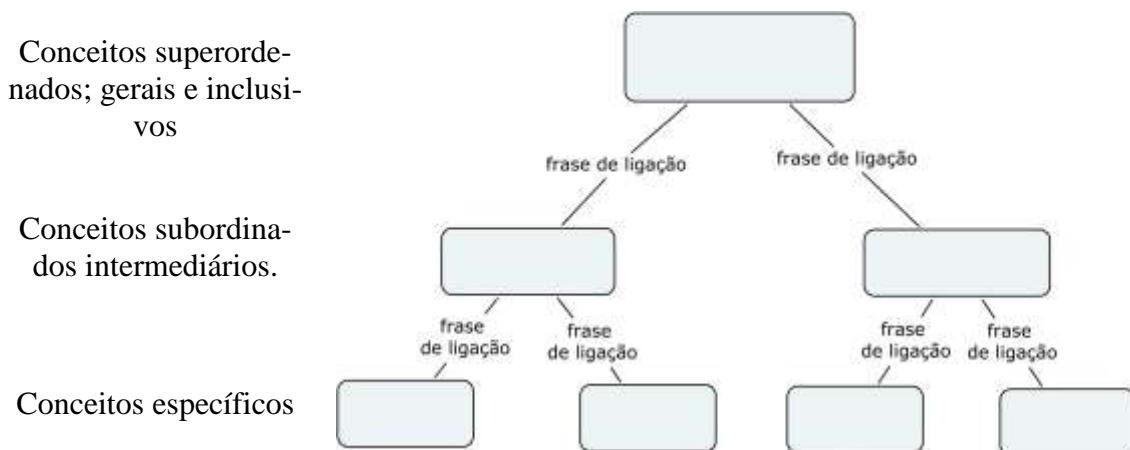 Conceitos superorde-
nados; gerais e inclusi-
vos
frase de ligação
frase de ligação
Conceitos subordina-
dos intermediários.
frase
de ligação
frase
de ligação
frase
de ligação
frase
de ligação
Conceitos específicos